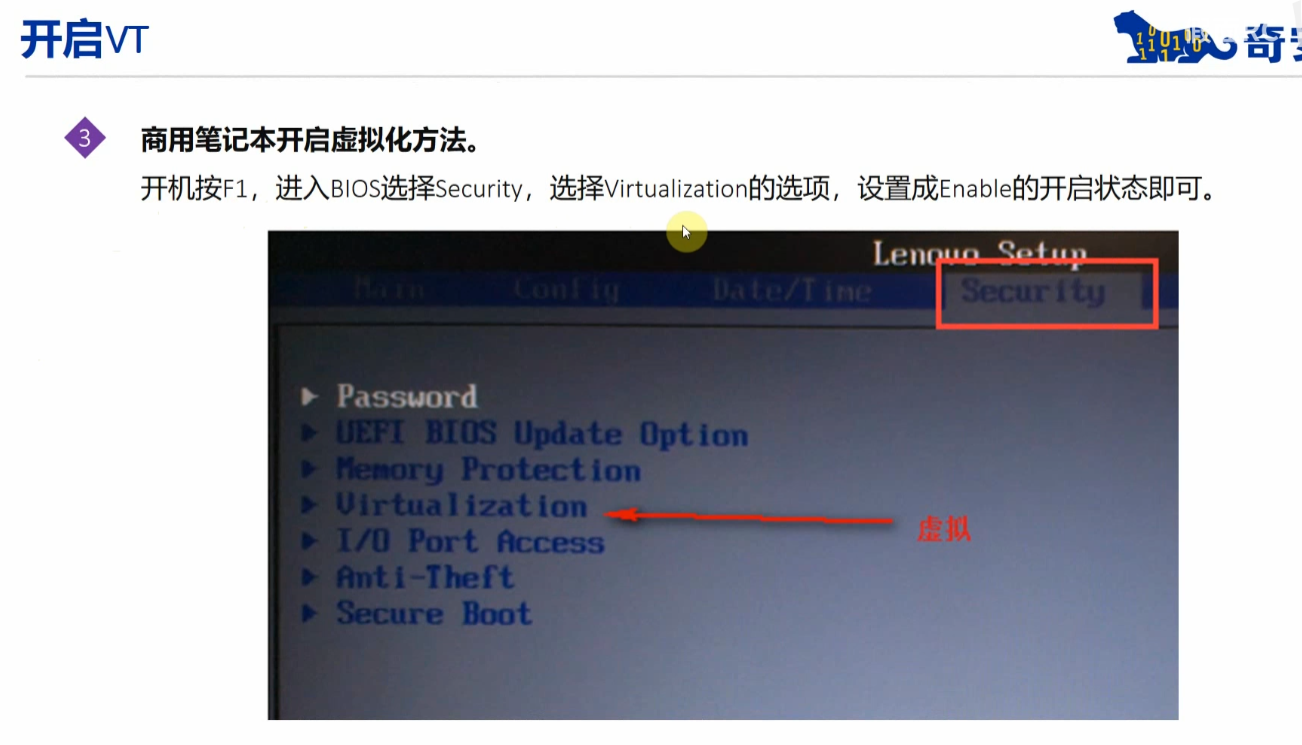 开启VT
奇安
3
商用笔记本开启虚拟化方法。
开机按F1，进入BIOS选择Security，选择Virtualization的选项，设置成Enable的开启状态即可。
Lenovo Setup
Main Config Date/Time Security
Password
UEFI BIOS Update Option
Memory Protection
Virtualization
虚拟
I/O Port Access
Anti-Theft
Secure Boot